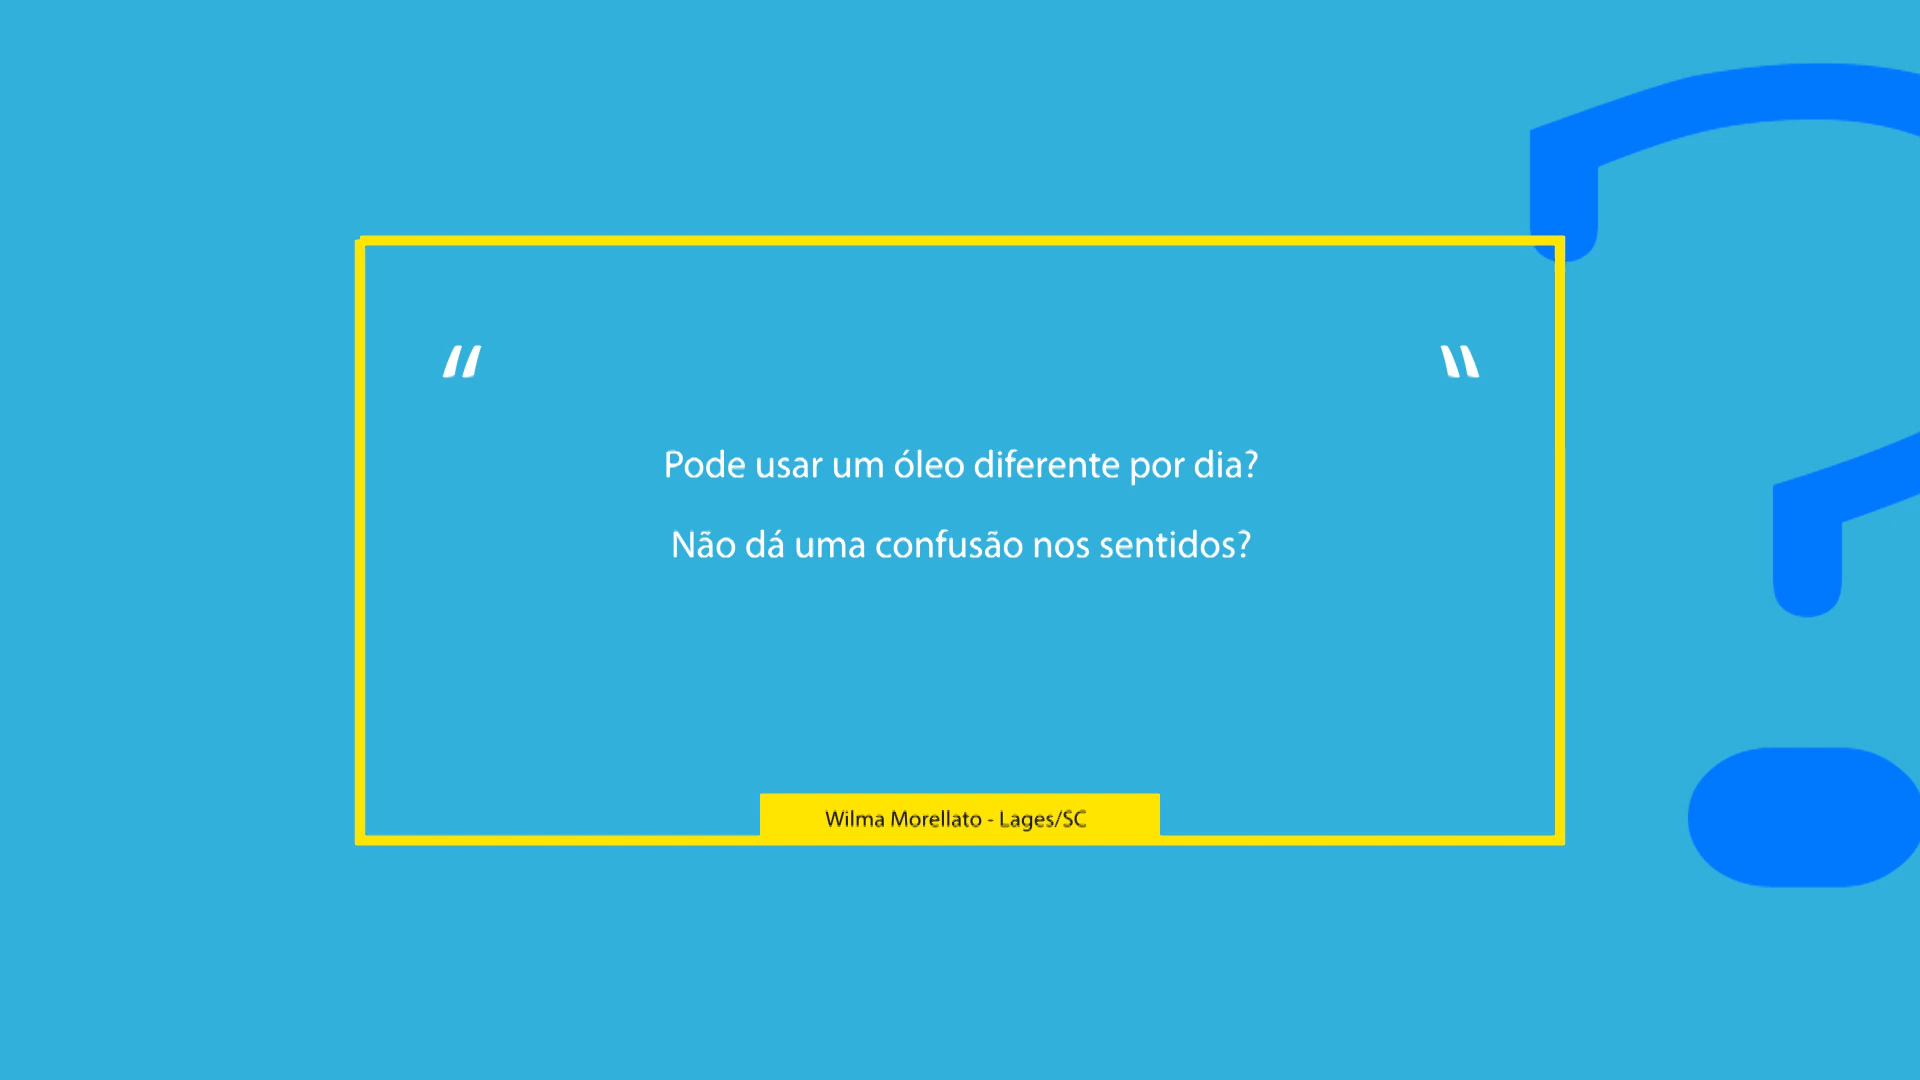 “ "
Pode usar um óleo diferente por dia?
Não dá uma confusão nos sentidos?
Wilma Morellato - Lages/SC
?